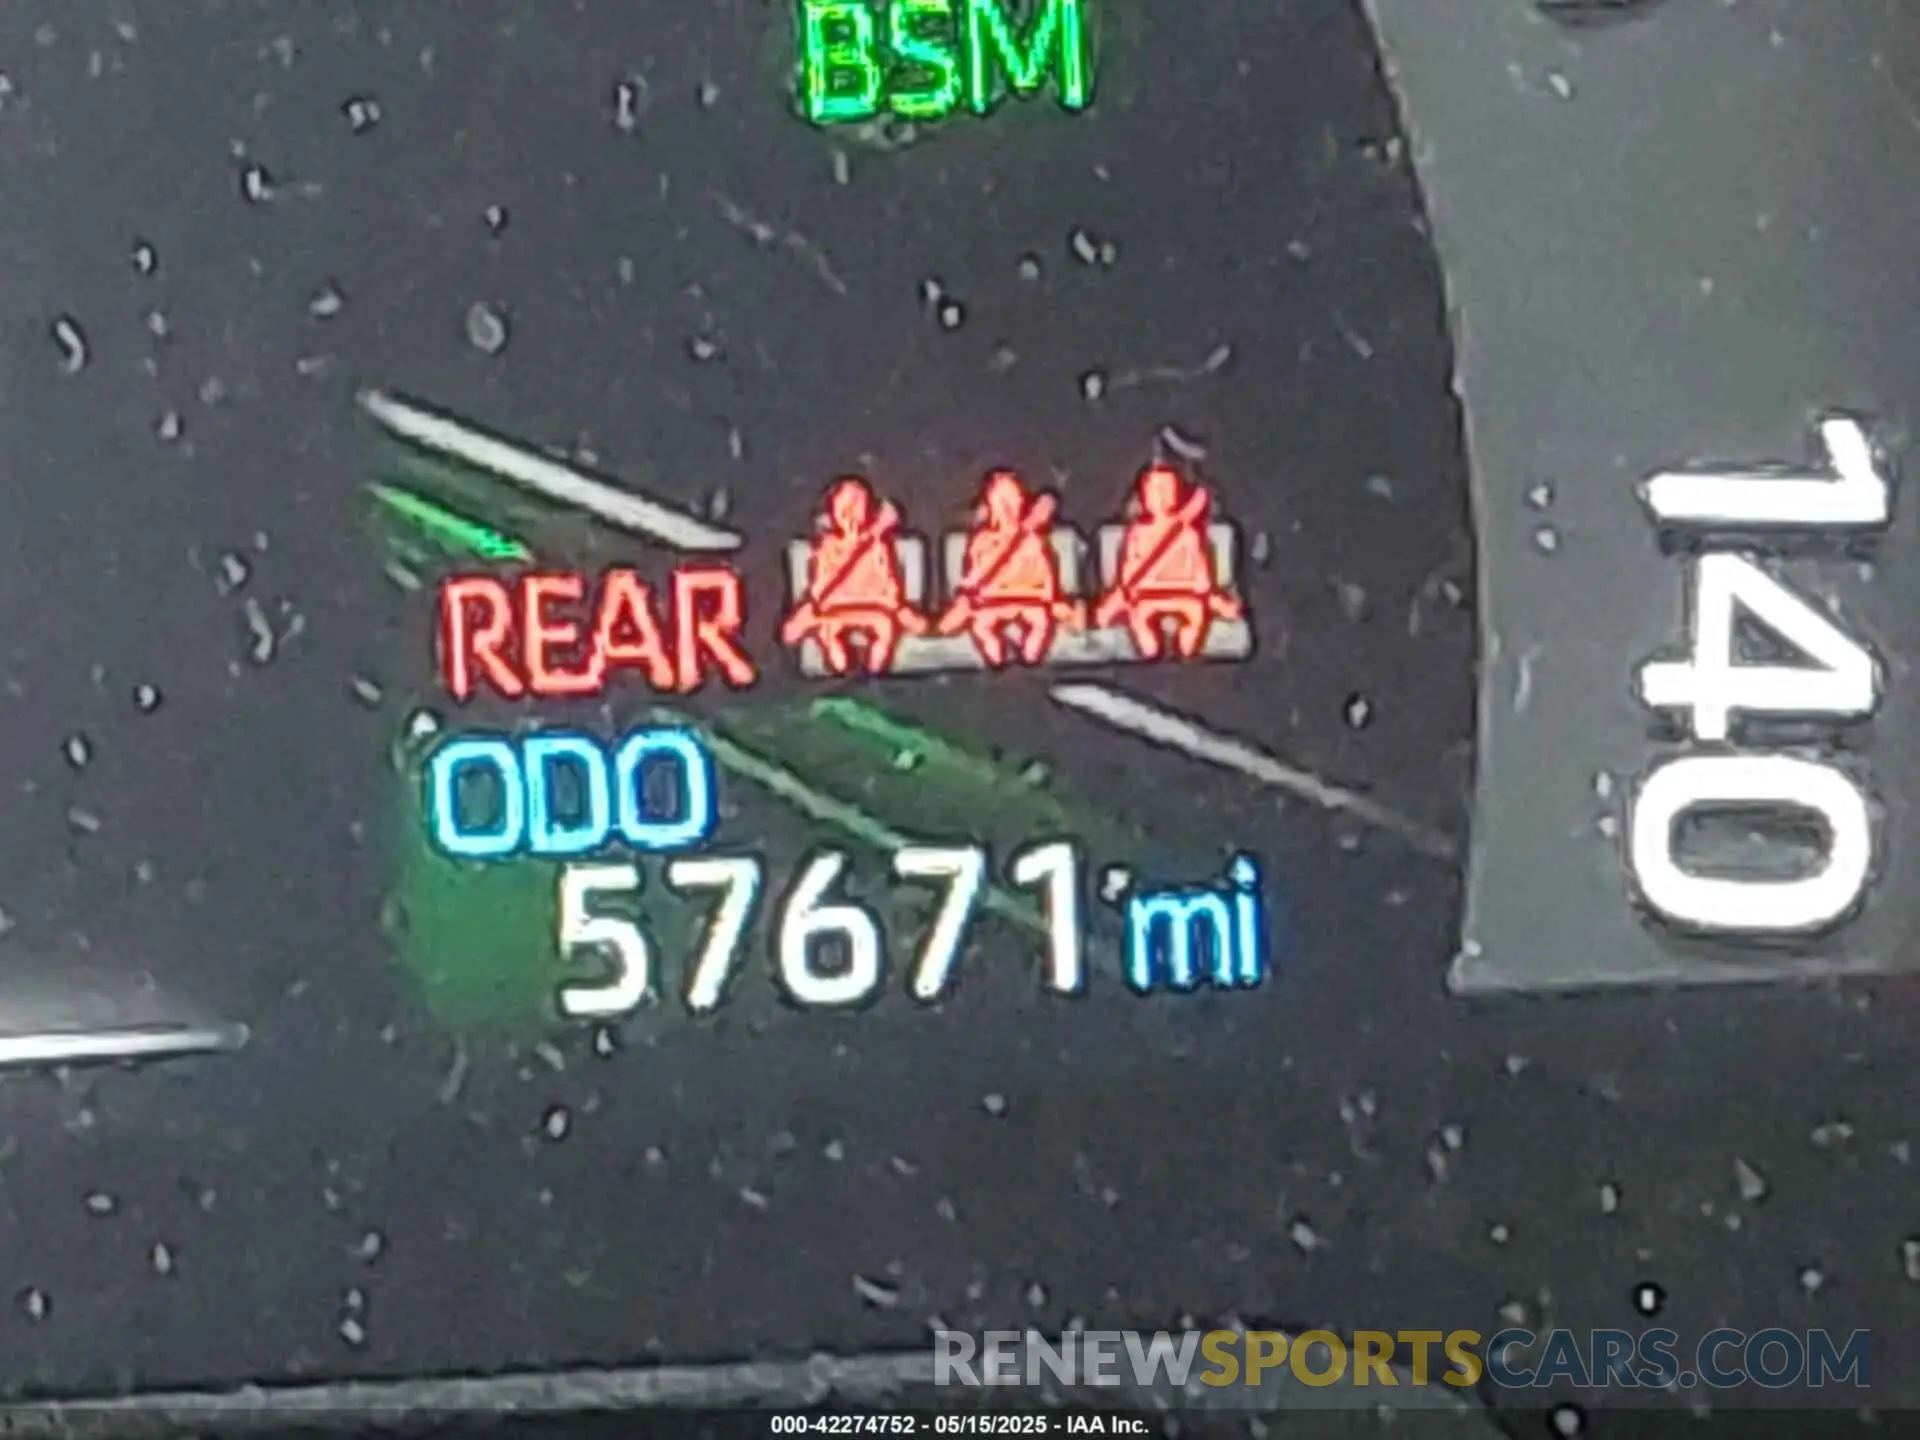 BSM
REAR
ODO
57671 mi
140
RENEWSPORTSCARS.COM
000-42274752 - 05/15/2025 - IAA Inc.